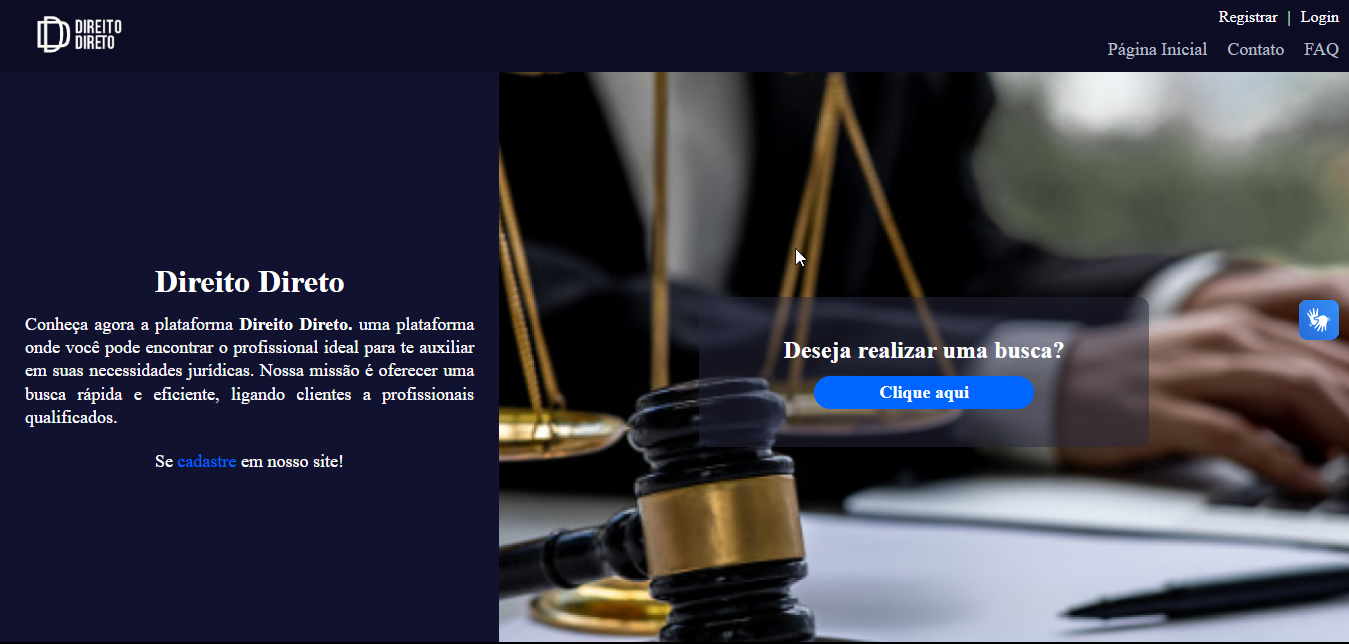 DIREITO
DIRETO
Registrar | Login
Página Inicial Contato FAQ
Direito Direto
Conheça agora a plataforma Direito Direto. uma plataforma
onde você pode encontrar o profissional ideal para te auxiliar
em suas necessidades jurídicas. Nossa missão é oferecer uma
busca rápida e eficiente, ligando clientes a profissionais
qualificados.
Se cadastre em nosso site!
Deseja realizar uma busca?
Clique aqui